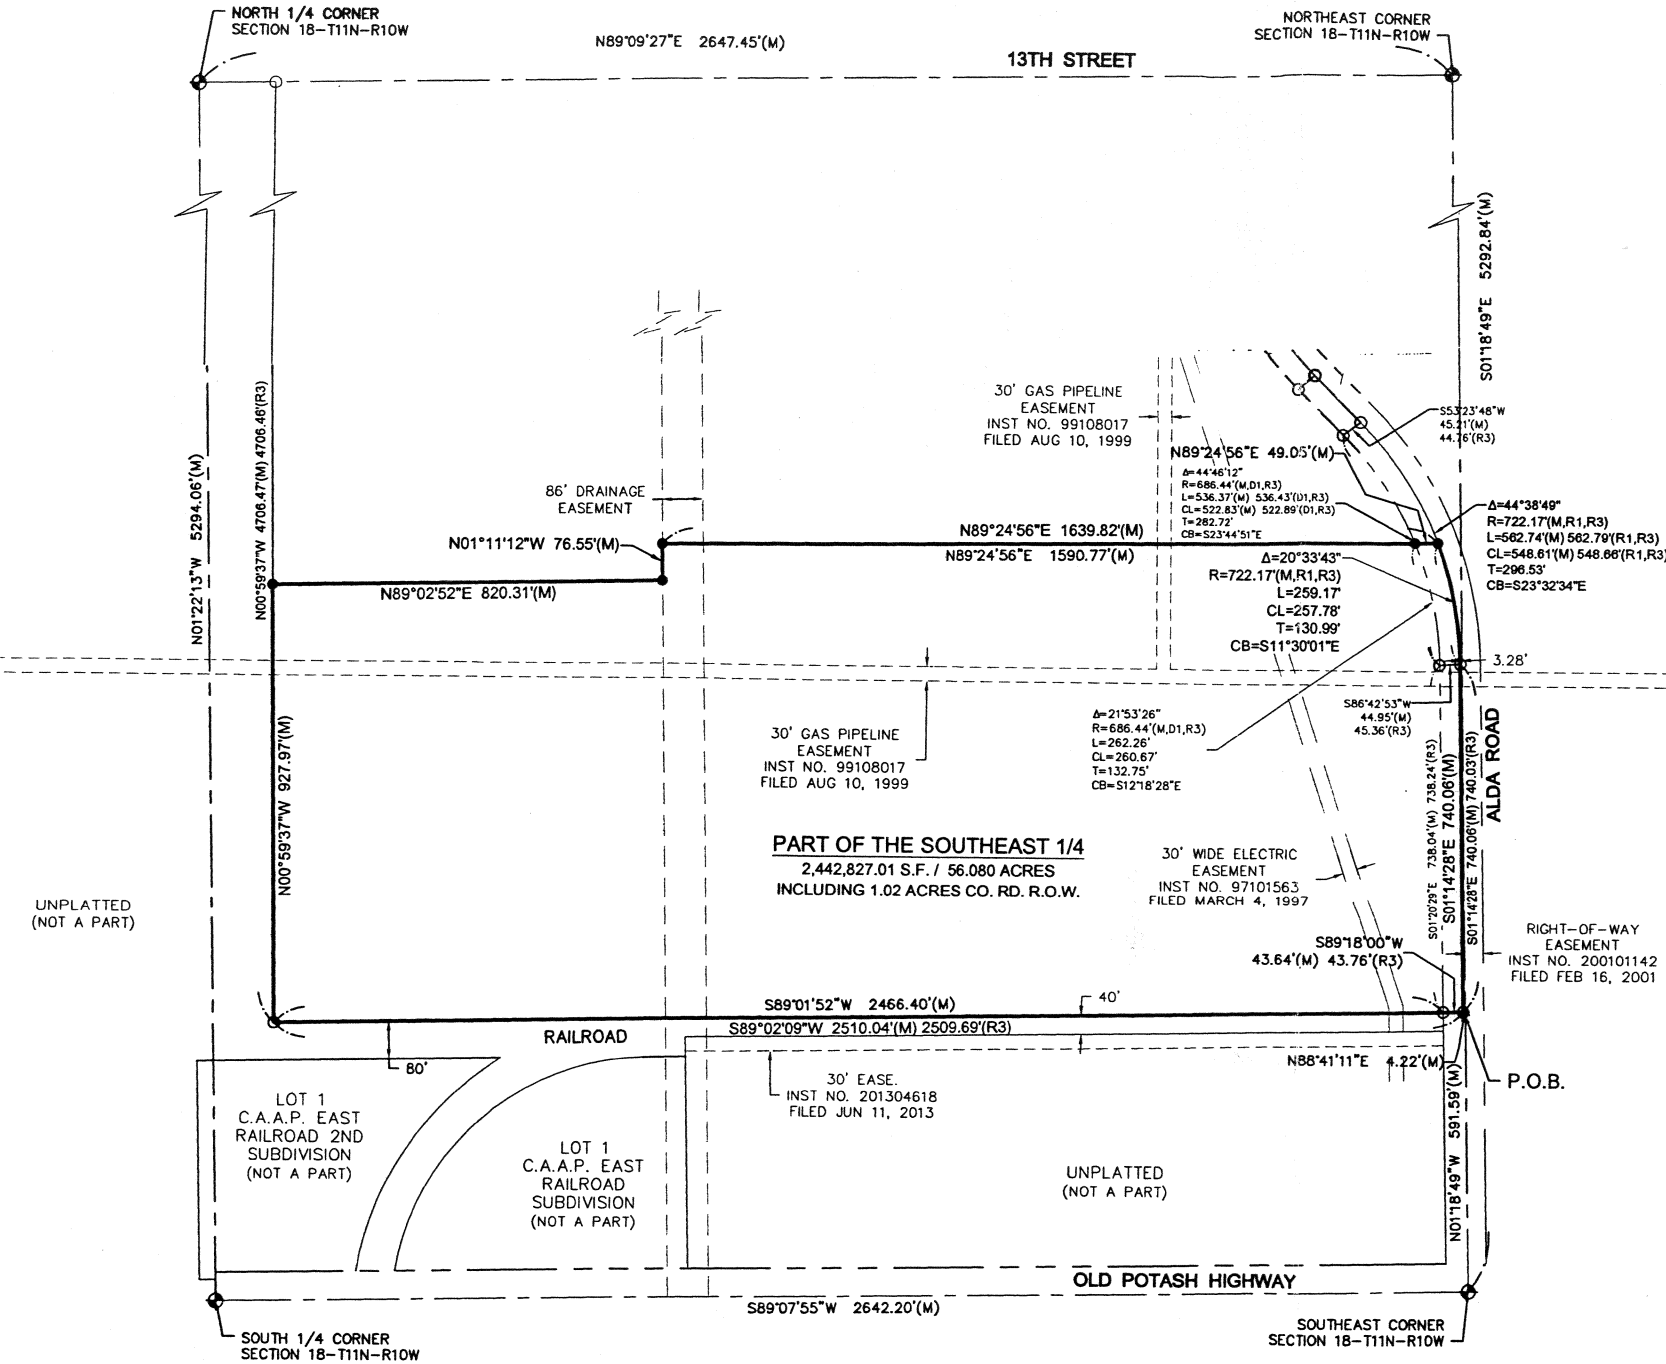 NORTH 1/4 CORNER
SECTION 18-T11N-R10W
N89°09'27"E 2647.45'(M)
13TH STREET
NORTHEAST CORNER
SECTION 18-T11N-R10W
S01°18'49"E 5292.84'(M)
N01°22'13"W 5294.06'(M)
N00°59'37"W 4706.47'(M) 4706.46'(R3)
30' GAS PIPELINE
EASEMENT
INST NO. 99108017
FILED AUG 10, 1999
S53°23'48"W
45.21'(M)
44.76'(R3)
N89°24'56"E 49.05'(M)
Δ=44°46'12"
R=686.44'(M,D1,R3)
L=536.37'(M) 536.43'(D1,R3)
CL=522.83'(M) 522.89'(D1,R3)
T=282.72'
CB=S23°44'51"E
86' DRAINAGE
EASEMENT
N01°11'12"W 76.55'(M)
N89°24'56"E 1639.82'(M)
N89°24'56"E 1590.77'(M)
Δ=44°38'49"
R=722.17'(M,R1,R3)
L=562.74'(M) 562.79'(R1,R3)
CL=548.61'(M) 548.66'(R1,R3)
T=296.53'
CB=S23°32'34"E
Δ=20°33'43"
R=722.17'(M,R1,R3)
L=259.17'
CL=257.78'
T=130.99'
CB=S11°30'01"E
N89°02'52"E 820.31'(M)
3.28'
S86°42'53"W
44.95'(M)
45.36'(R3)
N00°59'37"W 927.97'(M)
30' GAS PIPELINE
EASEMENT
INST NO. 99108017
FILED AUG 10, 1999
Δ=21°53'26"
R=686.44'(M,D1,R3)
L=262.26'
CL=260.67'
T=132.75'
CB=S12°18'28"E
S01°20'29"E 738.04'(M) 738.24'(R3)
S01°14'28"E 740.06'(M)
S01°14'28"E 740.06'(M) 740.03'(R3)
ALDA ROAD
PART OF THE SOUTHEAST 1/4
2,442,827.01 S.F. / 56.080 ACRES
INCLUDING 1.02 ACRES CO. RD. R.O.W.
30' WIDE ELECTRIC
EASEMENT
INST NO. 97101563
FILED MARCH 4, 1997
UNPLATTED
(NOT A PART)
S89°18'00"W
43.64'(M) 43.76'(R3)
RIGHT-OF-WAY
EASEMENT
INST NO. 200101142
FILED FEB 16, 2001
S89°01'52"W 2466.40'(M)
40'
S89°02'09"W 2510.04'(M) 2509.69'(R3)
RAILROAD
80'
N88°41'11"E 4.22'(M)
P.O.B.
30' EASE.
INST NO. 201304618
FILED JUN 11, 2013
LOT 1
C.A.A.P. EAST
RAILROAD 2ND
SUBDIVISION
(NOT A PART)
LOT 1
C.A.A.P. EAST
RAILROAD
SUBDIVISION
(NOT A PART)
UNPLATTED
(NOT A PART)
N01°18'49"W 591.59'(M)
OLD POTASH HIGHWAY
S89°07'55"W 2642.20'(M)
SOUTH 1/4 CORNER
SECTION 18-T11N-R10W
SOUTHEAST CORNER
SECTION 18-T11N-R10W